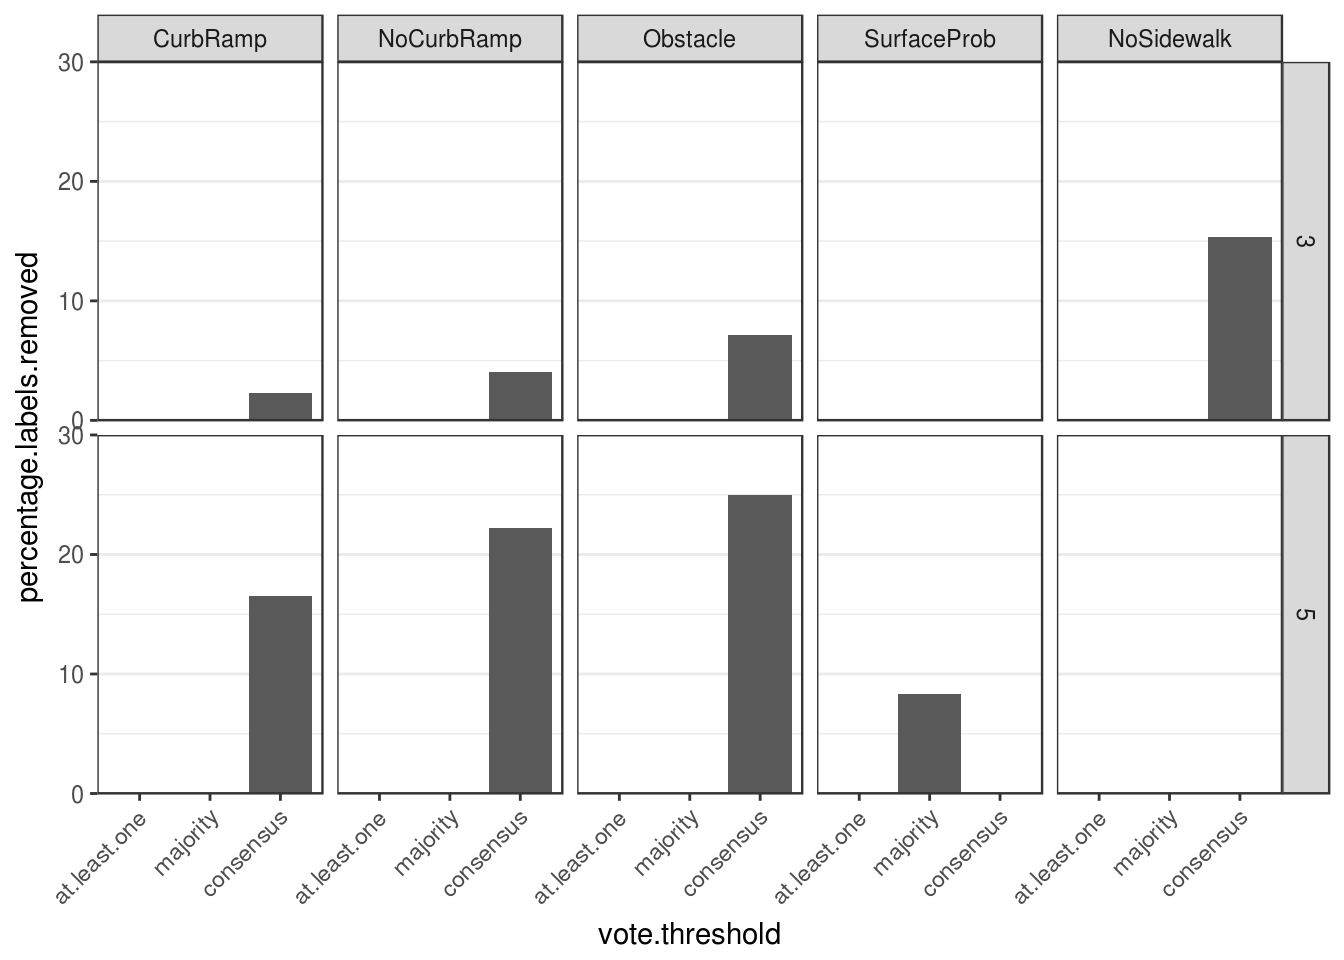 CurbRamp NoCurbRamp Obstacle SurfaceProb NoSidewalk
30
20
10
0
3
30
20
10
0
5
percentage.labels.removed
at.least.one majority consensus at.least.one majority consensus at.least.one majority consensus at.least.one majority consensus at.least.one majority consensus
vote.threshold